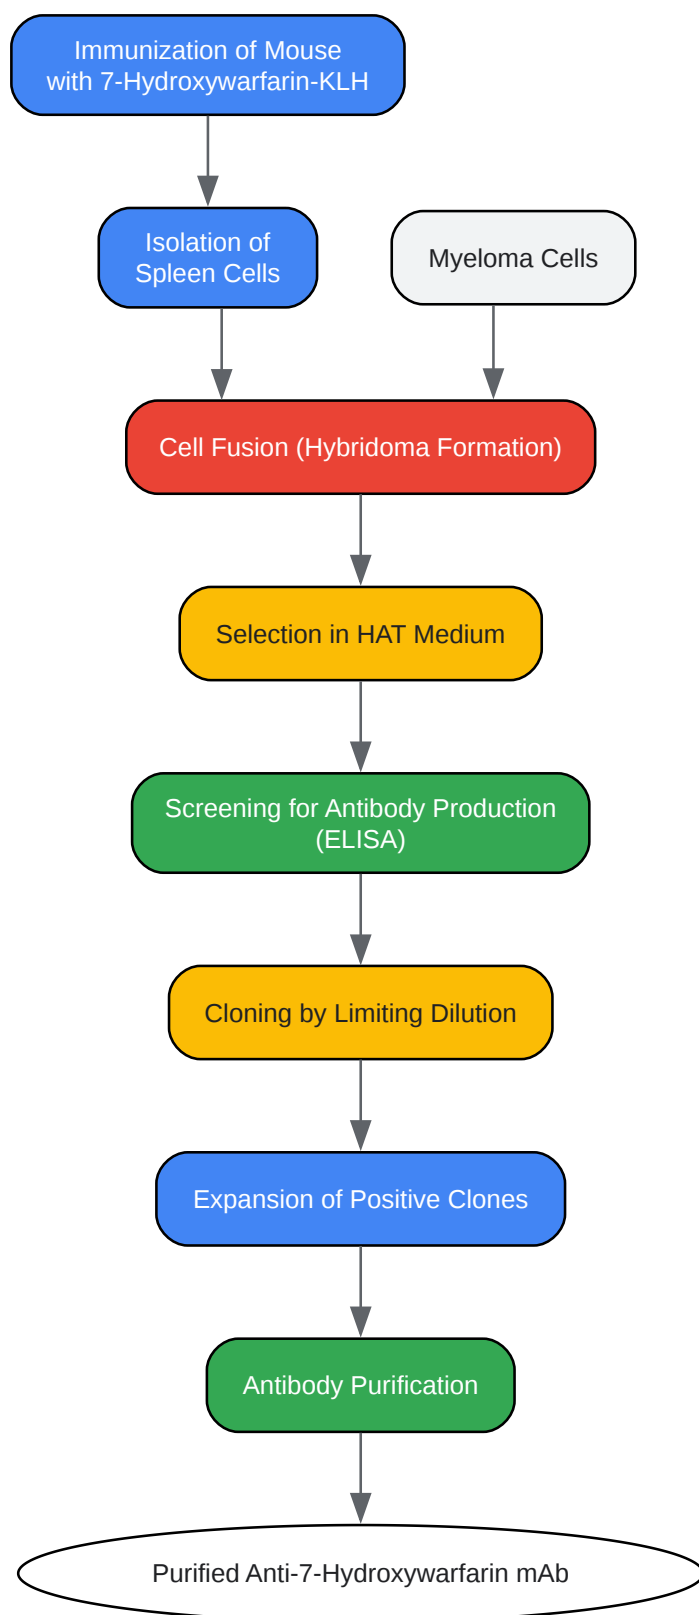 Immunization of Mouse
with 7-Hydroxywarfarin-KLH
Isolation of
Spleen Cells
Myeloma Cells
Cell Fusion (Hybridoma Formation)
Selection in HAT Medium
Screening for Antibody Production
(ELISA)
Cloning by Limiting Dilution
Expansion of Positive Clones
Antibody Purification
Purified Anti-7-Hydroxywarfarin mAb